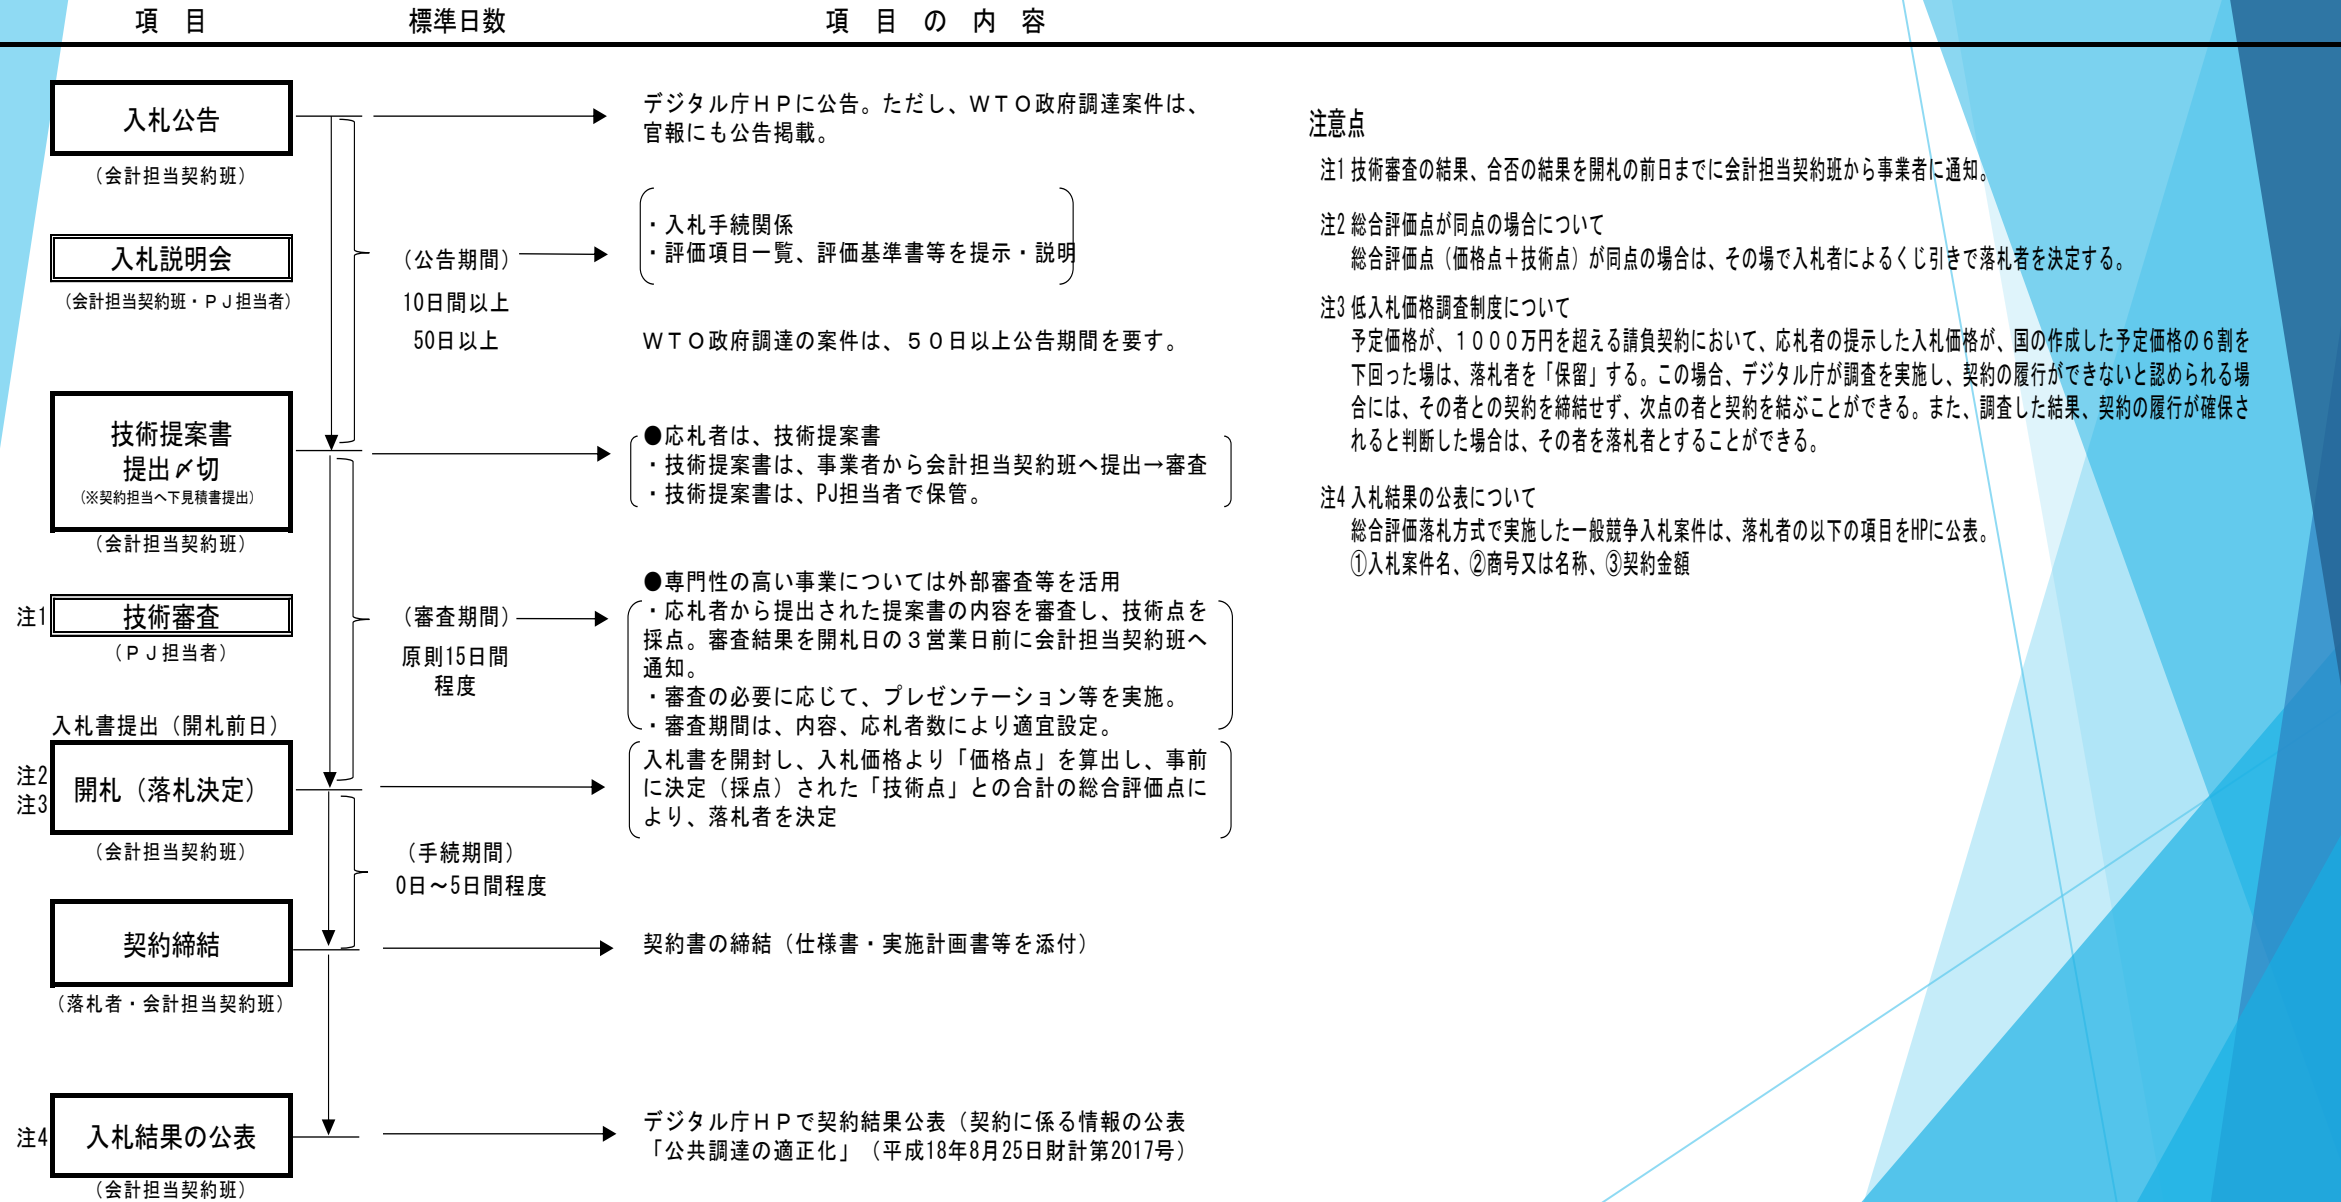 項　目　標準日数　項　目　の　内　容
入札公告
（会計担当契約班）
デジタル庁ＨＰに公告。ただし、ＷＴＯ政府調達案件は、
官報にも公告掲載。
入札説明会
（会計担当契約班・ＰＪ担当者）
（公告期間）
10日間以上
50日以上
・入札手続関係
・評価項目一覧、評価基準書等を提示・説明
ＷＴＯ政府調達の案件は、５０日以上公告期間を要す。
技術提案書
提出〆切
（※契約担当へ下見積書提出）
（会計担当契約班）
●応札者は、技術提案書
・技術提案書は、事業者から会計担当契約班へ提出→審査
・技術提案書は、PJ担当者で保管。
注1
技術審査
（ＰＪ担当者）
（審査期間）
原則15日間
程度
●専門性の高い事業については外部審査等を活用
・応札者から提出された提案書の内容を審査し、技術点を
採点。審査結果を開札日の３営業日前に会計担当契約班へ
通知。
・審査の必要に応じて、プレゼンテーション等を実施。
・審査期間は、内容、応札者数により適宜設定。
入札書提出（開札前日）
注2
注3
開札（落札決定）
（会計担当契約班）
入札書を開封し、入札価格より「価格点」を算出し、事前
に決定（採点）された「技術点」との合計の総合評価点に
より、落札者を決定
（手続期間）
0日～5日間程度
契約締結
（落札者・会計担当契約班）
契約書の締結（仕様書・実施計画書等を添付）
注4
入札結果の公表
（会計担当契約班）
デジタル庁ＨＰで契約結果公表（契約に係る情報の公表
「公共調達の適正化」（平成18年8月25日財計第2017号）
注意点
注1 技術審査の結果、合否の結果を開札の前日までに会計担当契約班から事業者に通知。
注2 総合評価点が同点の場合について
総合評価点（価格点＋技術点）が同点の場合は、その場で入札者によるくじ引きで落札者を決定する。
注3 低入札価格調査制度について
予定価格が、１０００万円を超える請負契約において、応札者の提示した入札価格が、国の作成した予定価格の６割を
下回った場は、落札者を「保留」する。この場合、デジタル庁が調査を実施し、契約の履行ができないと認められる場
合には、その者との契約を締結せず、次点の者と契約を結ぶことができる。また、調査した結果、契約の履行が確保さ
れると判断した場合は、その者を落札者とすることができる。
注4 入札結果の公表について
総合評価落札方式で実施した一般競争入札案件は、落札者の以下の項目をHPに公表。
①入札案件名、②商号又は名称、③契約金額